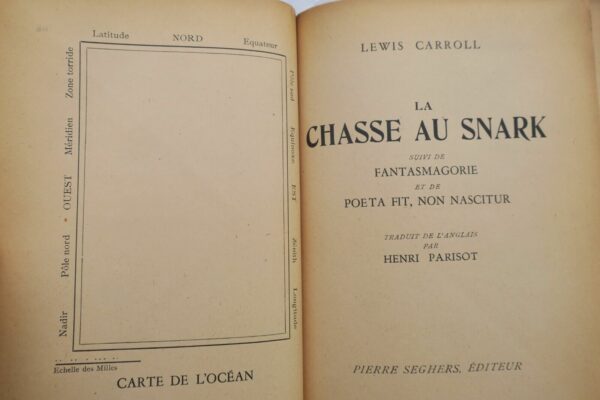 Latitude NORD Equateur
Nadir Pôle nord OUEST Méridien Zone torride
Pôle sud Equinoxe EST Zénith Longitude
Echelle des Milles
CARTE DE L'OCÉAN
LEWIS CARROLL
LA
CHASSE AU SNARK
SUIVI DE
FANTASMAGORIE
ET DE
POETA FIT, NON NASCITUR
TRADUIT DE L'ANGLAIS
PAR
HENRI PARISOT
PIERRE SEGHERS, ÉDITEUR